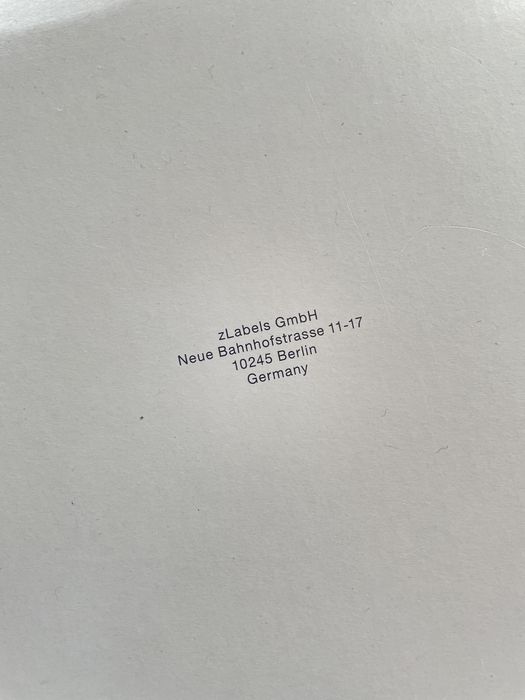 zLabels GmbH
Neue Bahnhofstrasse 11-17
10245 Berlin
Germany